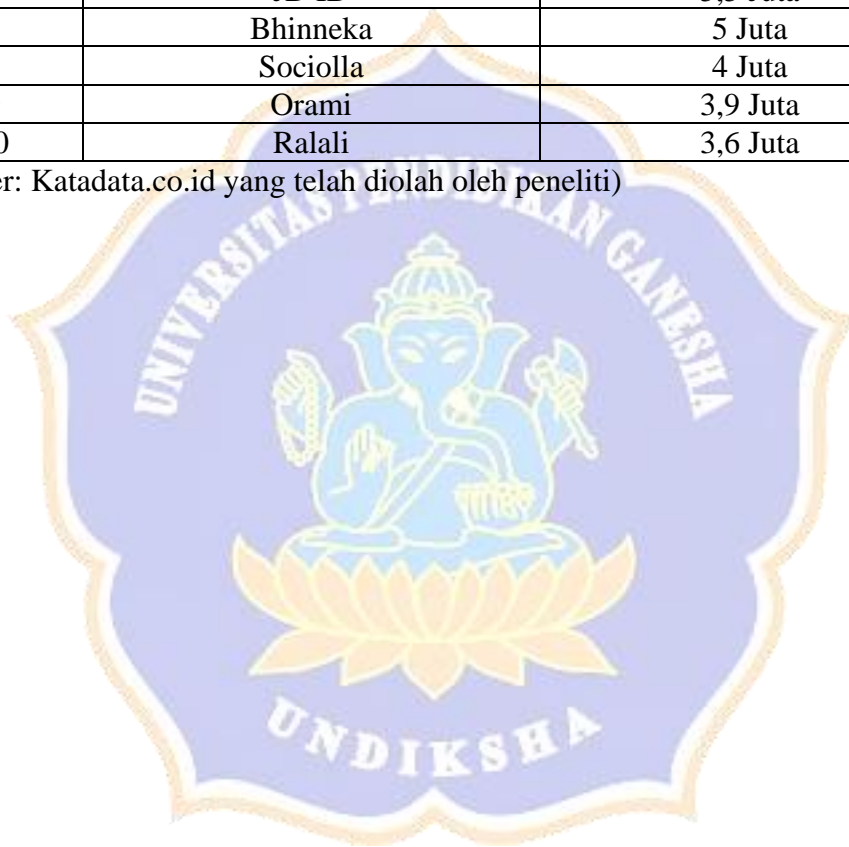 Bhinneka 5 Juta
Sociolla 4 Juta
Orami 3,9 Juta
0 Ralali 3,6 Juta
er: Katadata.co.id yang telah diolah oleh peneliti)
UNIVERSITAS PENDIDIKAN GANESHA
UNDIKSHA